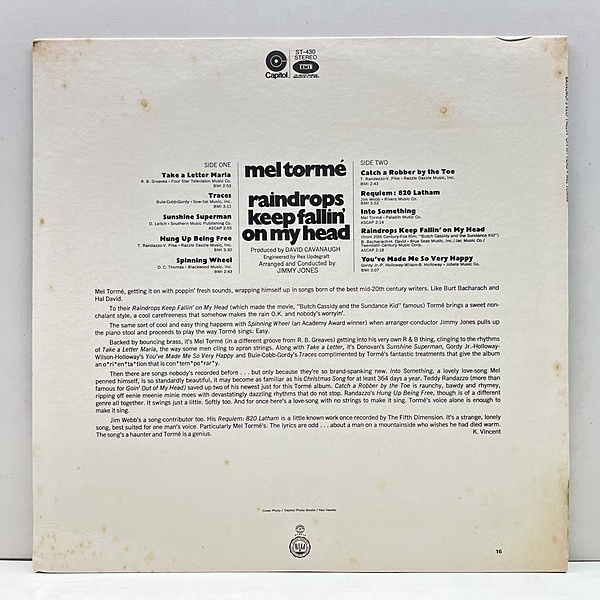 ST-430
STEREO
Capitol
EMI
mel tormé
raindrops
keep fallin'
on my head
Produced by DAVID CAVANAUGH
Engineered by Rex Updegraft
Arranged and Conducted by
JIMMY JONES
SIDE ONE
Take a Letter Maria
R. B. Greaves • Four Star Television Music Co.
BMI 2:53
Traces
Buie-Cobb-Gordy • Low-Sal Music, Inc.
BMI 3:11
Sunshine Superman
D. Leitch • Southern Music Publishing Co.
ASCAP 2:55
Hung Up Being Free
T. Randazzo-V. Pike • Razzle Dazzle Music, Inc.
BMI 3:30
Spinning Wheel
D. C. Thomas • Blackwood Music, Inc.
BMI 2:43
SIDE TWO
Catch a Robber by the Toe
T. Randazzo-V. Pike • Razzle Dazzle Music, Inc.
BMI 2:43
Requiem: 820 Latham
Jim Webb • Rivers Music Co.
BMI 3:52
Into Something
Mel Tormé • Faladin Music Co.
ASCAP 2:14
Raindrops Keep Fallin' on My Head
(from 20th Century-Fox film: "Butch Cassidy and the Sundance Kid")
B. Bacharach-H. David • Blue Seas Music, Inc./Jac Music Co./
Twentieth Century Music Corp.
ASCAP 2:18
You've Made Me So Very Happy
Gordy Jr.-P. Holloway-Wilson-B. Holloway • Jobete Music Co.
BMI 2:07
Mel Tormé, getting it on with poppin' fresh sounds, wrapping himself up in songs born of the best mid-20th century writers. Like Burt Bacharach and
Hal David.
To their Raindrops Keep Fallin' on My Head (which made the movie, "Butch Cassidy and the Sundance Kid" famous) Tormé brings a sweet non-
chalant style, a cool carefreeness that somehow makes the rain O.K. and nobody's worryin'.
The same sort of cool and easy thing happens with Spinning Wheel (an Academy Award winner) when arranger-conductor Jimmy Jones pulls up
the piano stool and proceeds to play the way Tormé sings: Easy.
Backed by bouncing brass, it's Mel Tormé (in a different groove from R. B. Greaves) getting into his very own R & B thing, clinging to the rhythms
of Take a Letter Maria, the way some men cling to apron strings. Along with Take a Letter, it's Donovan's Sunshine Superman, Gordy Jr.-Holloway-
Wilson-Holloway's You've Made Me So Very Happy and Buie-Cobb-Gordy's Traces complimented by Tormé's fantastic treatments that give the album
an o*ri*en*ta*tion that is con*tem*po*rar*y.
Then there are songs nobody's recorded before . . . but only because they're so brand-spanking new. Into Something, a lovely love-song Mel
penned himself, is so standardly beautiful, it may become as familiar as his Christmas Song for at least 364 days a year. Teddy Randazzo (more than
famous for Goin' Out of My Head) saved up two of his newest just for this Tormé album. Catch a Robber by the Toe is raunchy, bawdy and rhymey,
ripping off eenie meenie minie moes with devastatingly dazzling rhythms that do not stop. Randazzo's Hung Up Being Free, though is of a different
genre all together. It swings just a little. Softly too. And for once here's a love-song with no strings to make it sing. Tormé's voice alone is enough to
make it sing.
Jim Webb's a song-contributor too. His Requiem: 820 Latham is a little known work once recorded by The Fifth Dimension. It's a strange, lonely
song, best suited for one man's voice. Particularly Mel Tormé's. The lyrics are odd . . . about a man on a mountainside who wishes he had died warm.
The song's a haunter and Tormé is a genius.
K. Vincent
16